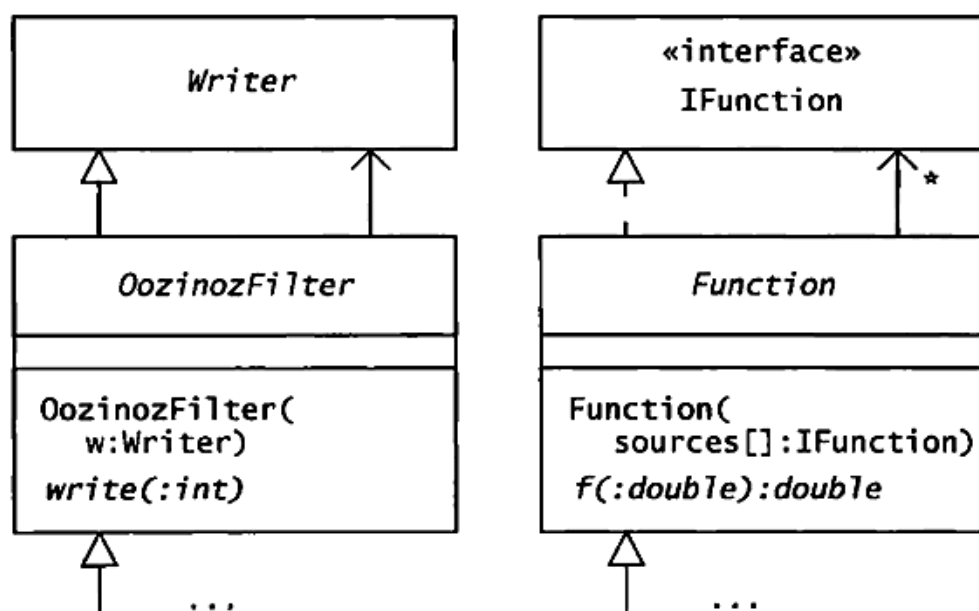 Writer
«interface»
IFunction
*
OozinozFilter
Function
OozinozFilter(
w:Writer)
write(:int)
Function(
sources[]:IFunction)
f(:double):double
...
...